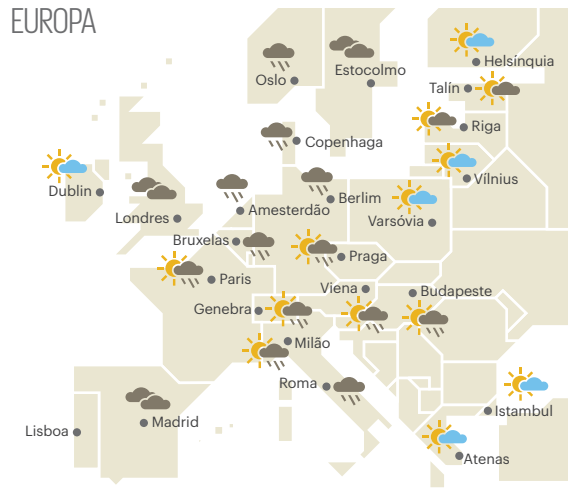 EUROPA
Helsínquia
Estocolmo
Oslo
Talín
Riga
Copenhaga
Vílnius
Dublin
Berlim
Amesterdão
Londres
Varsóvia
Bruxelas
Praga
Paris
Viena
Budapeste
Genebra
Milão
Roma
Istambul
Madrid
Lisboa
Atenas